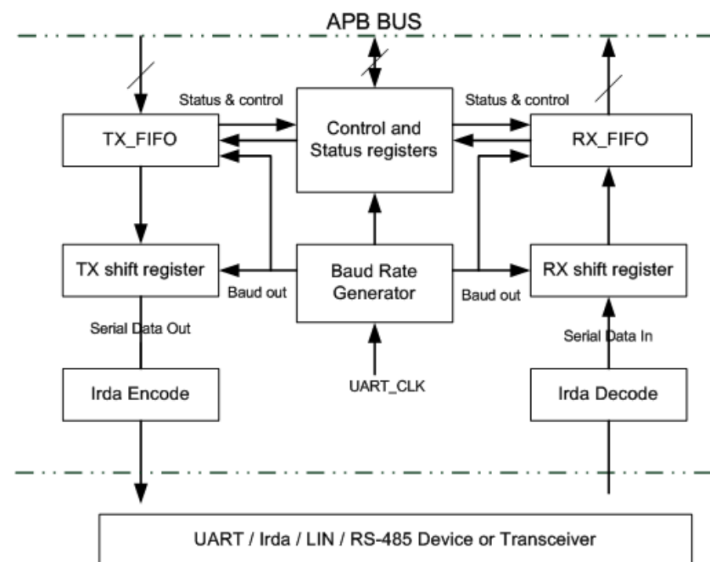 APB BUS
Status & control
Status & control
TX_FIFO
Control and
Status registers
RX_FIFO
TX shift register
Baud Rate
Generator
RX shift register
Baud out
Baud out
Serial Data Out
Serial Data In
UART_CLK
Irda Encode
Irda Decode
UART / Irda / LIN / RS-485 Device or Transceiver